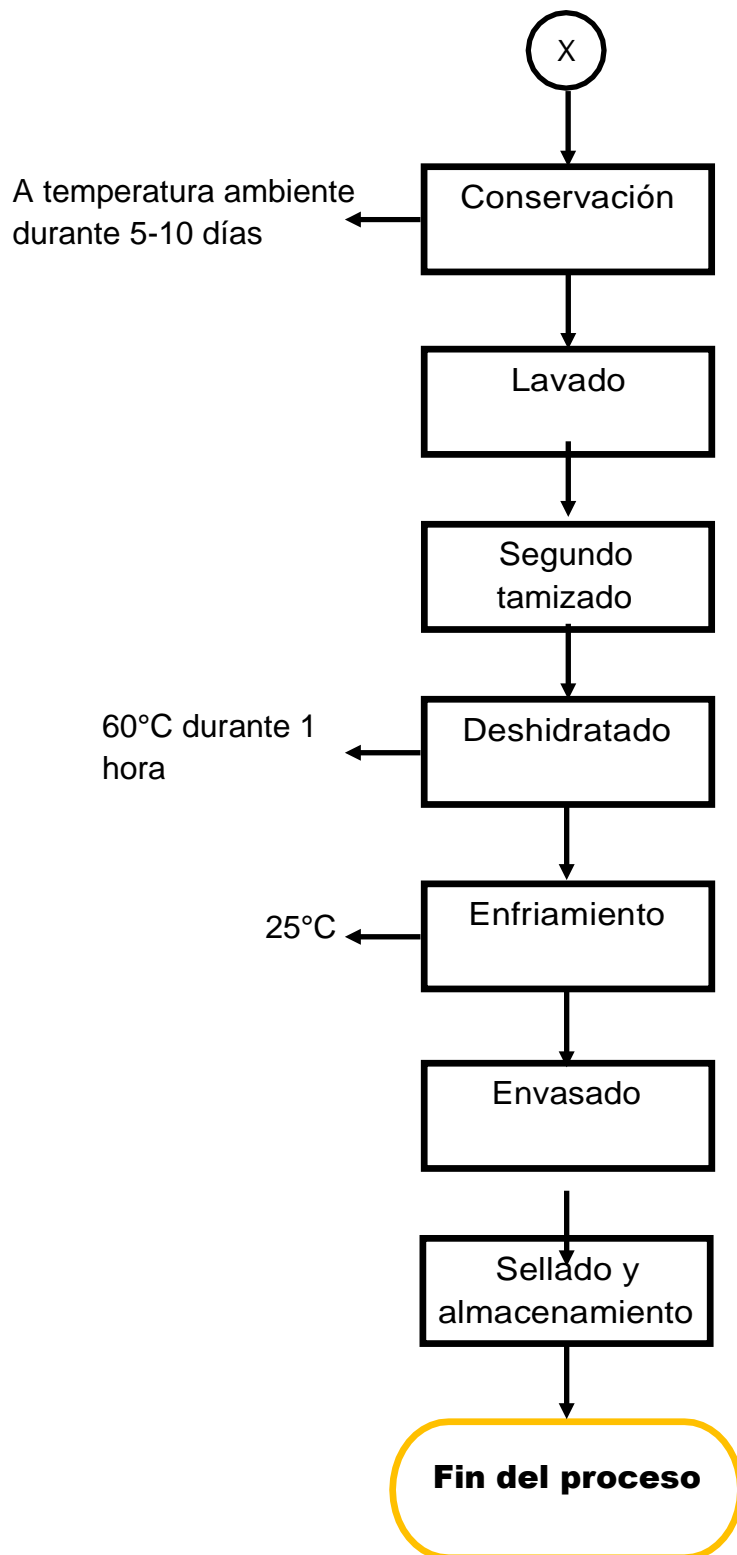 X
Conservación
A temperatura ambiente
durante 5-10 días
Lavado
Segundo
tamizado
Deshidratado
60°C durante 1
hora
Enfriamiento
25°C
Envasado
Sellado y
almacenamiento
Fin del proceso